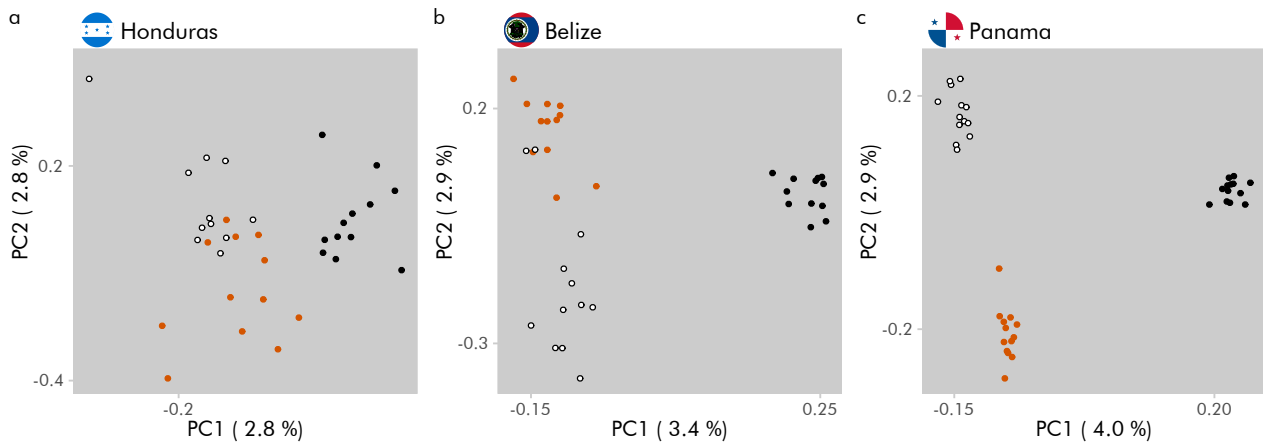 a
Honduras
0.2
-0.4
PC2 ( 2.8 %)
-0.2
PC1 ( 2.8 %)
b
Belize
0.2
-0.3
PC2 ( 2.9 %)
-0.15
0.25
PC1 ( 3.4 %)
c
Panama
0.2
-0.2
PC2 ( 2.9 %)
-0.15
0.20
PC1 ( 4.0 %)